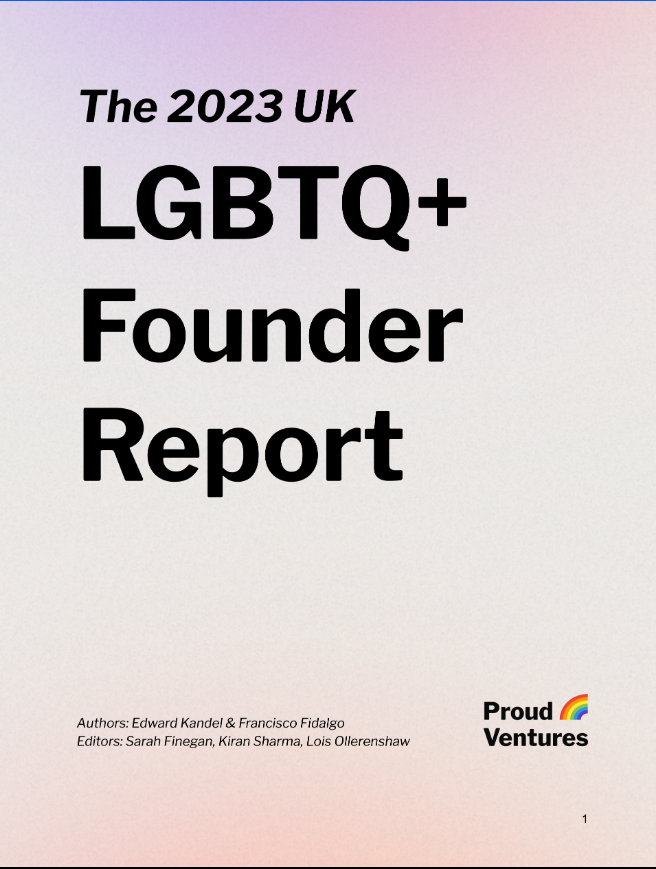 The 2023 UK
LGBTQ+
Founder
Report
Authors: Edward Kandel & Francisco Fidalgo
Editors: Sarah Finegan, Kiran Sharma, Lois Ollerenshaw
Proud
Ventures
1